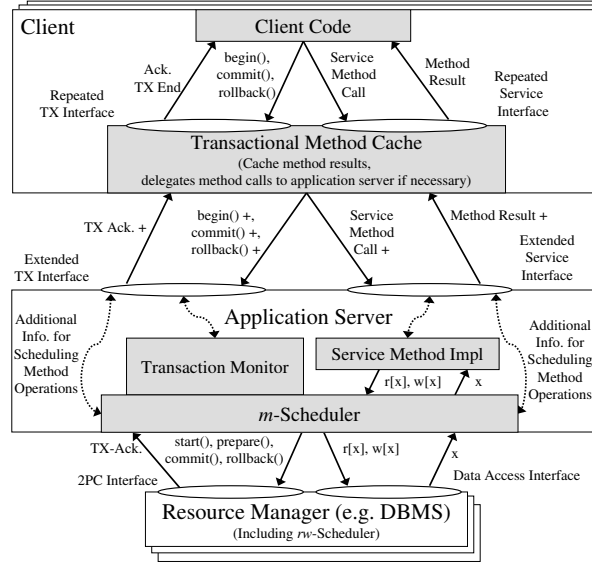 Client
Client Code
Ack.
TX End
begin(),
commit(),
rollback()
Service
Method
Call
Method
Result
Repeated
TX Interface
Repeated
Service
Interface
Transactional Method Cache
(Cache method results,
delegates method calls to application server if necessary)
TX Ack. +
begin() +,
commit() +,
rollback() +
Service
Method
Call +
Method Result +
Extended
TX Interface
Extended
Service
Interface
Application Server
Additional
Info. for
Scheduling
Method
Operations
Transaction Monitor
Service Method Impl
Additional
Info. for
Scheduling
Method
Operations
r[x], w[x]
x
m-Scheduler
TX-Ack.
start(), prepare(),
commit(), rollback()
r[x], w[x]
x
2PC Interface
Data Access Interface
Resource Manager (e.g. DBMS)
(Including rw-Scheduler)